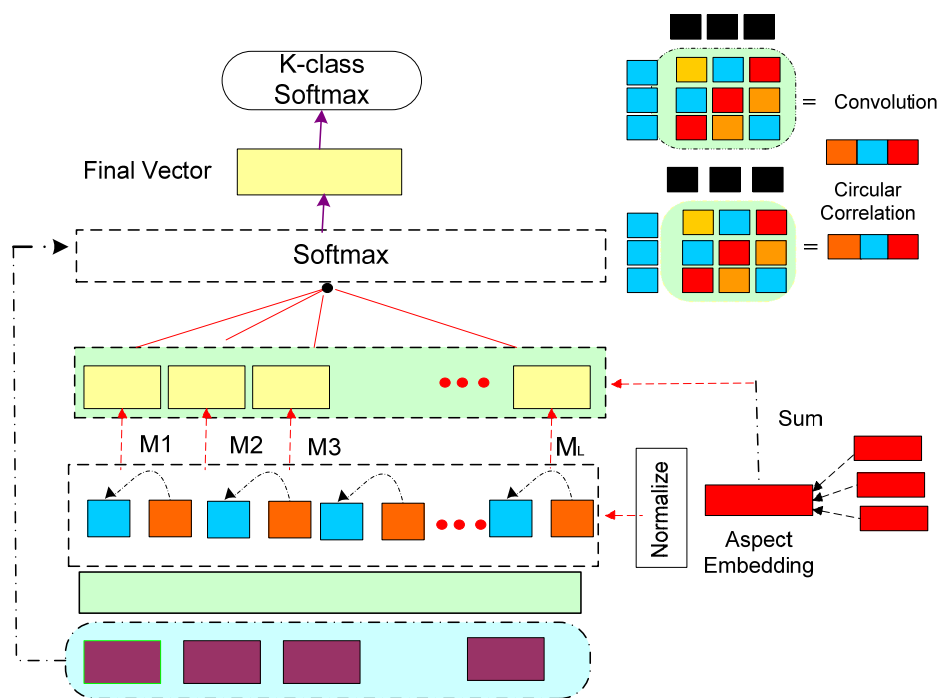 K-class
Softmax
Final Vector
Softmax
= Convolution
Circular
Correlation
=
M1 M2 M3 ML
Sum
Normalize
Aspect
Embedding